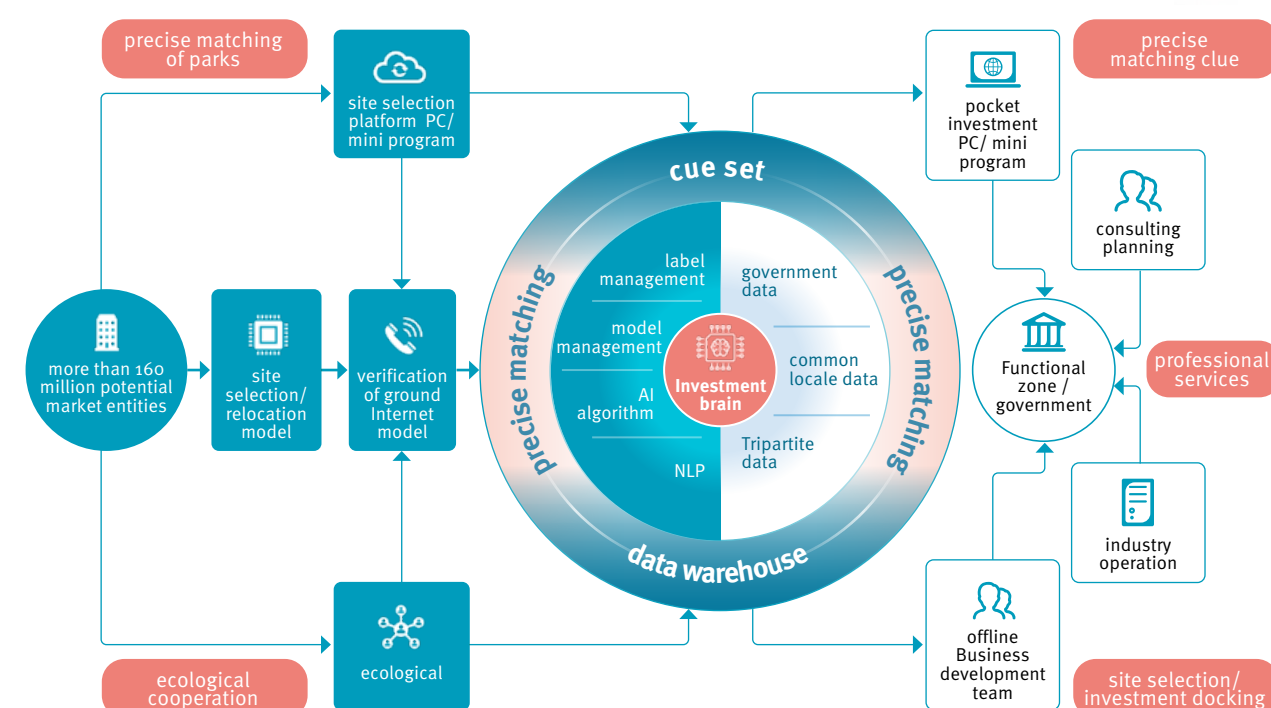 precise matching
of parks
site selection
platform PC/
mini program
pocket
investment
PC/ mini
program
precise
matching clue
consulting
planning
more than 160
million potential
market entities
site
selection/
relocation
model
verification
of ground
Internet
model
cue set
precise matching
label
management
model
management
AI
algorithm
NLP
Investment
brain
government
data
common
locale data
Tripartite
data
precise matching
data warehouse
Functional
zone /
government
professional
services
industry
operation
ecological
ecological
cooperation
offline
Business
development
team
site selection/
investment docking